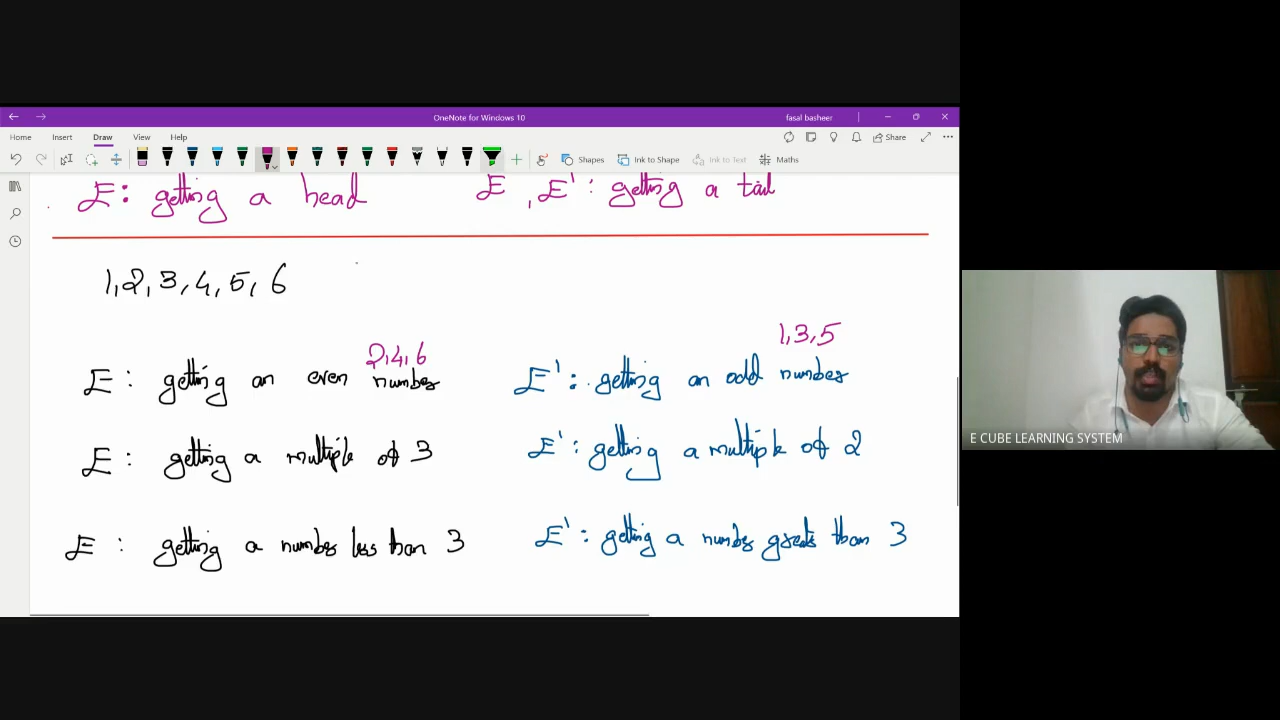 OneNote for Windows 10
fasal basheer
Home Insert Draw View Help
Share
Shapes Ink to Shape Ink to Text Maths
E: getting a head E , E': getting a tail
1, 2, 3, 4, 5, 6
1, 3, 5
2, 4, 6
E: getting an even number E': getting an odd number
E: getting a multiple of 3 E': getting a multiple of 2
E: getting a number less than 3 E': getting a number greater than 3
E CUBE LEARNING SYSTEM